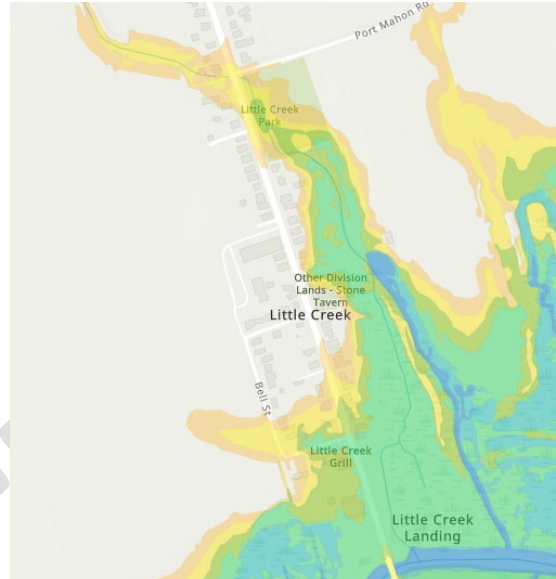 Port Mahon Rd
Little Creek
Park
Other Division
Lands - Stone
Tavern
Little Creek
Bell St
Little Creek
Grill
Little Creek
Landing